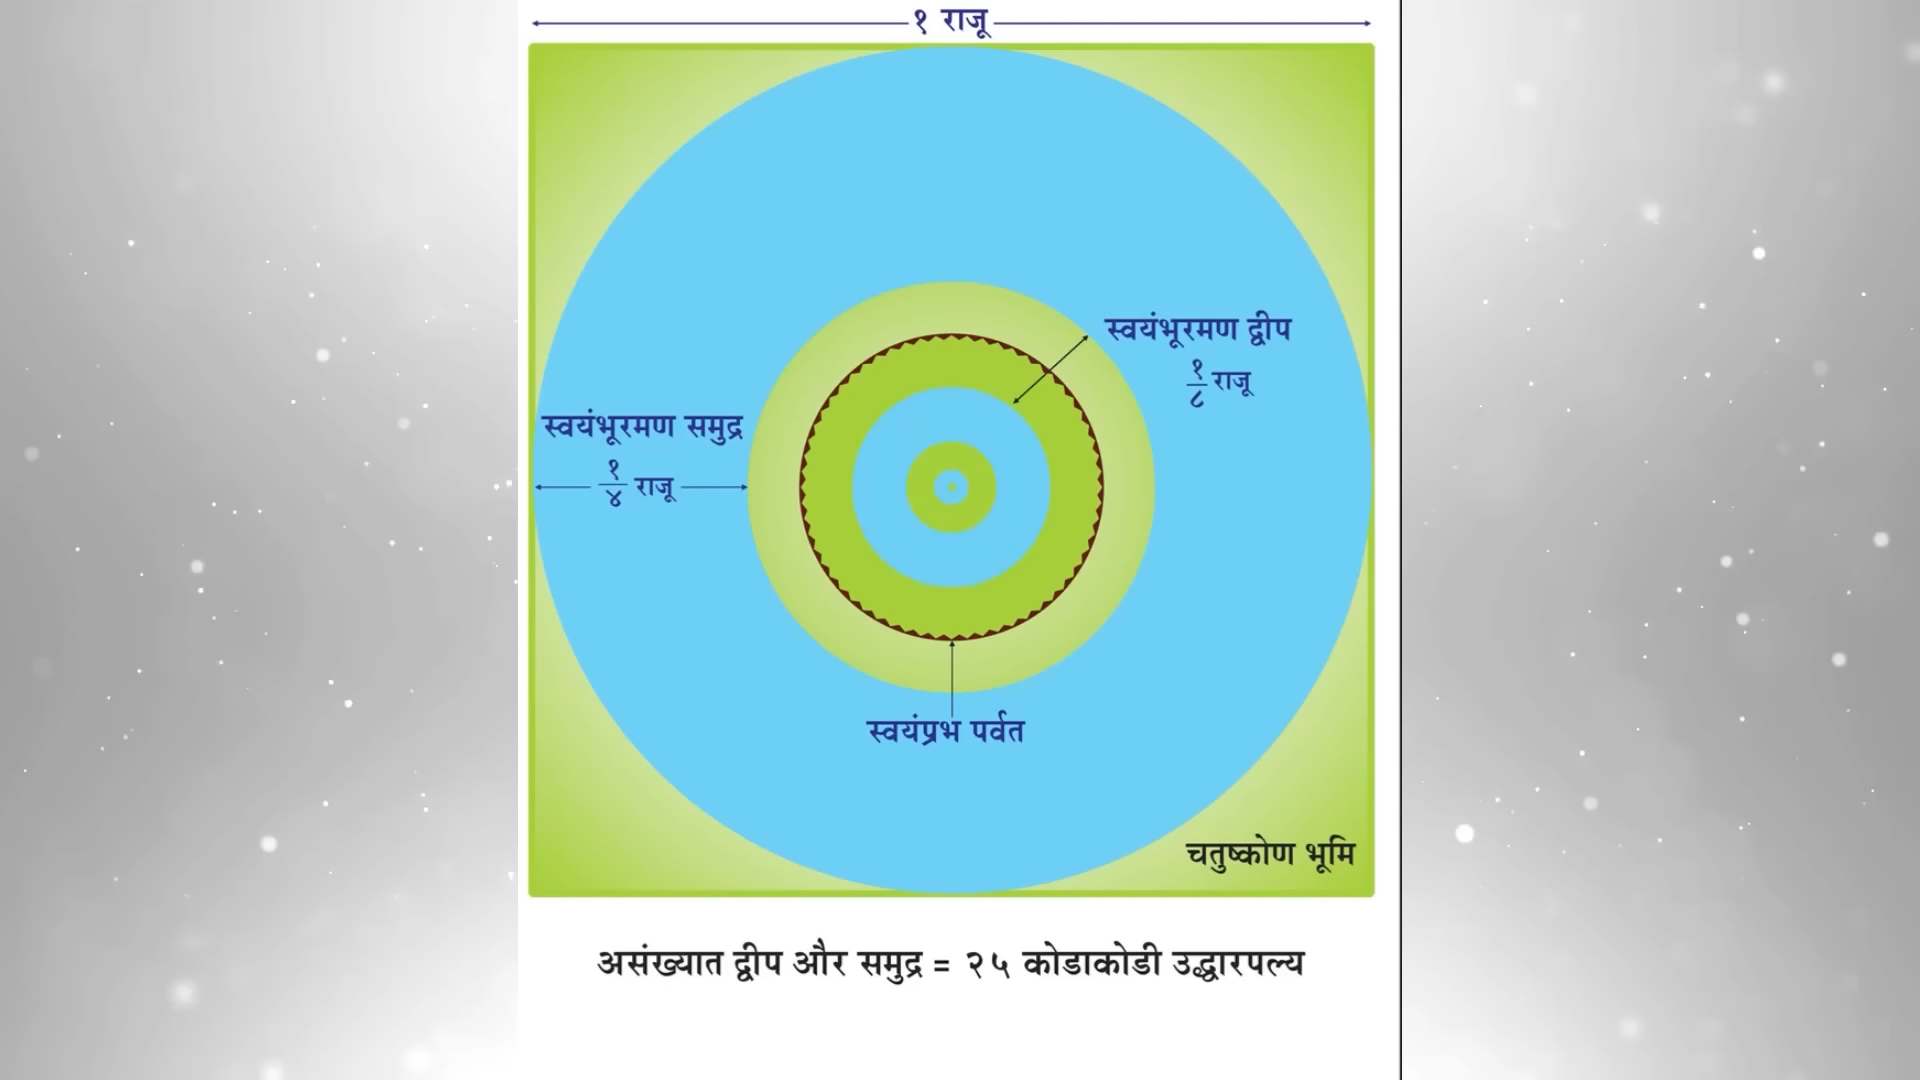 १ राजू
स्वयंभूरमण द्वीप
१/८ राजू
स्वयंभूरमण समुद्र
१/४ राजू
स्वयंप्रभ पर्वत
चतुष्कोण भूमि
असंख्यात द्वीप और समुद्र = २५ कोडाकोडी उद्धारपल्य